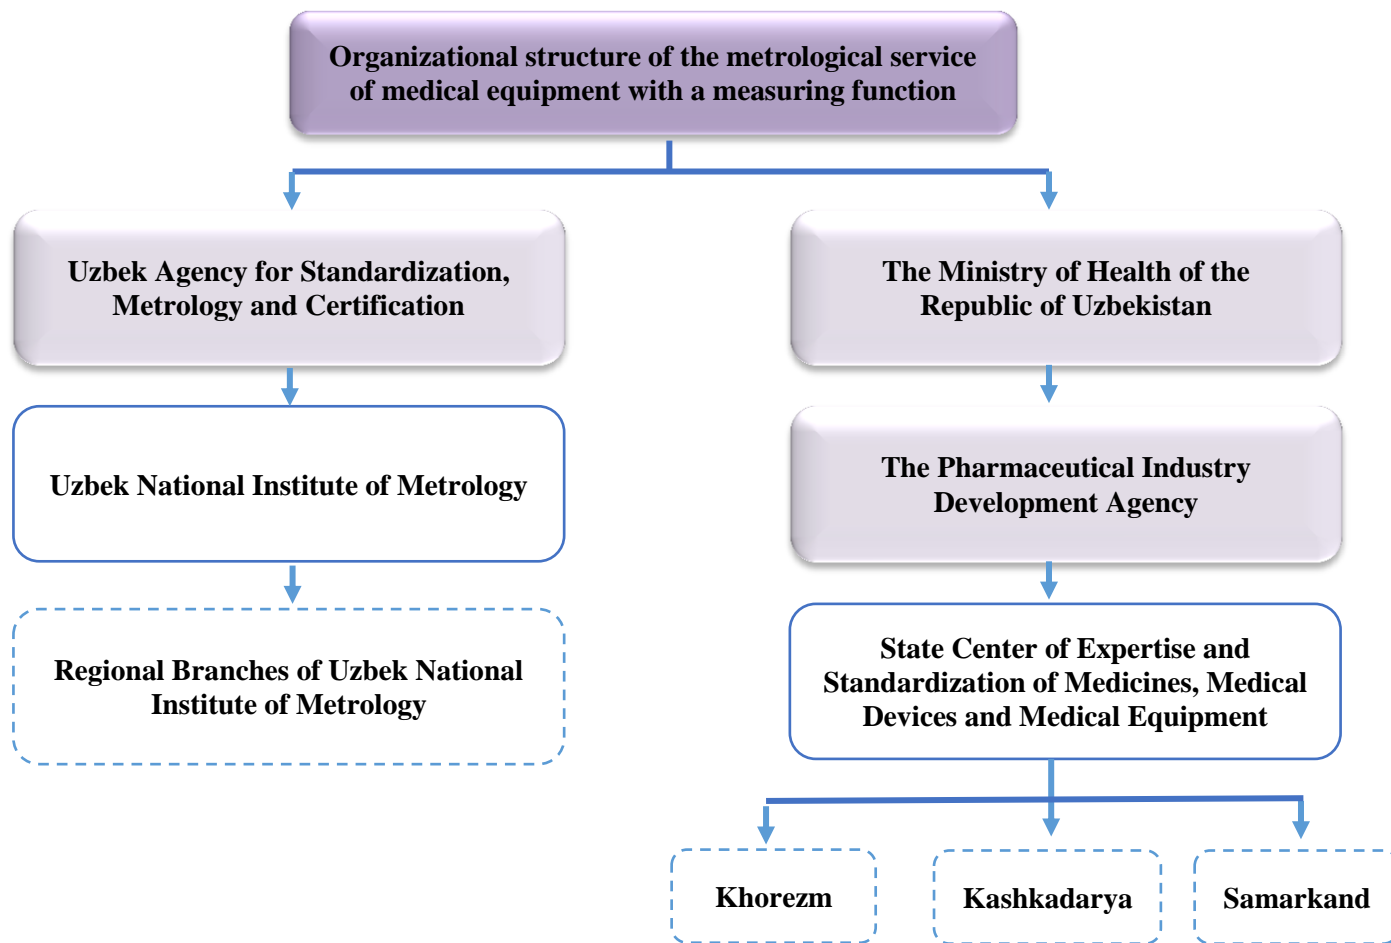 Organizational structure of the metrological service
of medical equipment with a measuring function
Uzbek Agency for Standardization,
Metrology and Certification
The Ministry of Health of the
Republic of Uzbekistan
Uzbek National Institute of Metrology
The Pharmaceutical Industry
Development Agency
Regional Branches of Uzbek National
Institute of Metrology
State Center of Expertise and
Standardization of Medicines, Medical
Devices and Medical Equipment
Khorezm
Kashkadarya
Samarkand